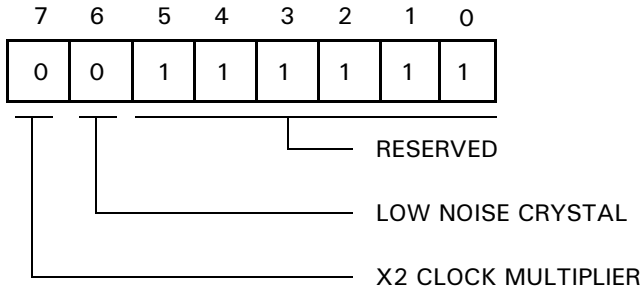 7 6 5 4 3 2 1 0
0 0 1 1 1 1 1 1
RESERVED
LOW NOISE CRYSTAL
X2 CLOCK MULTIPLIER